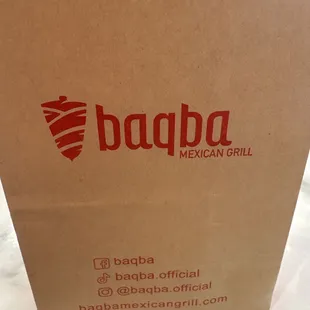 baqba
MEXICAN GRILL
baqba
baqba.official
@baqba.official
baqbamexicangrill.com